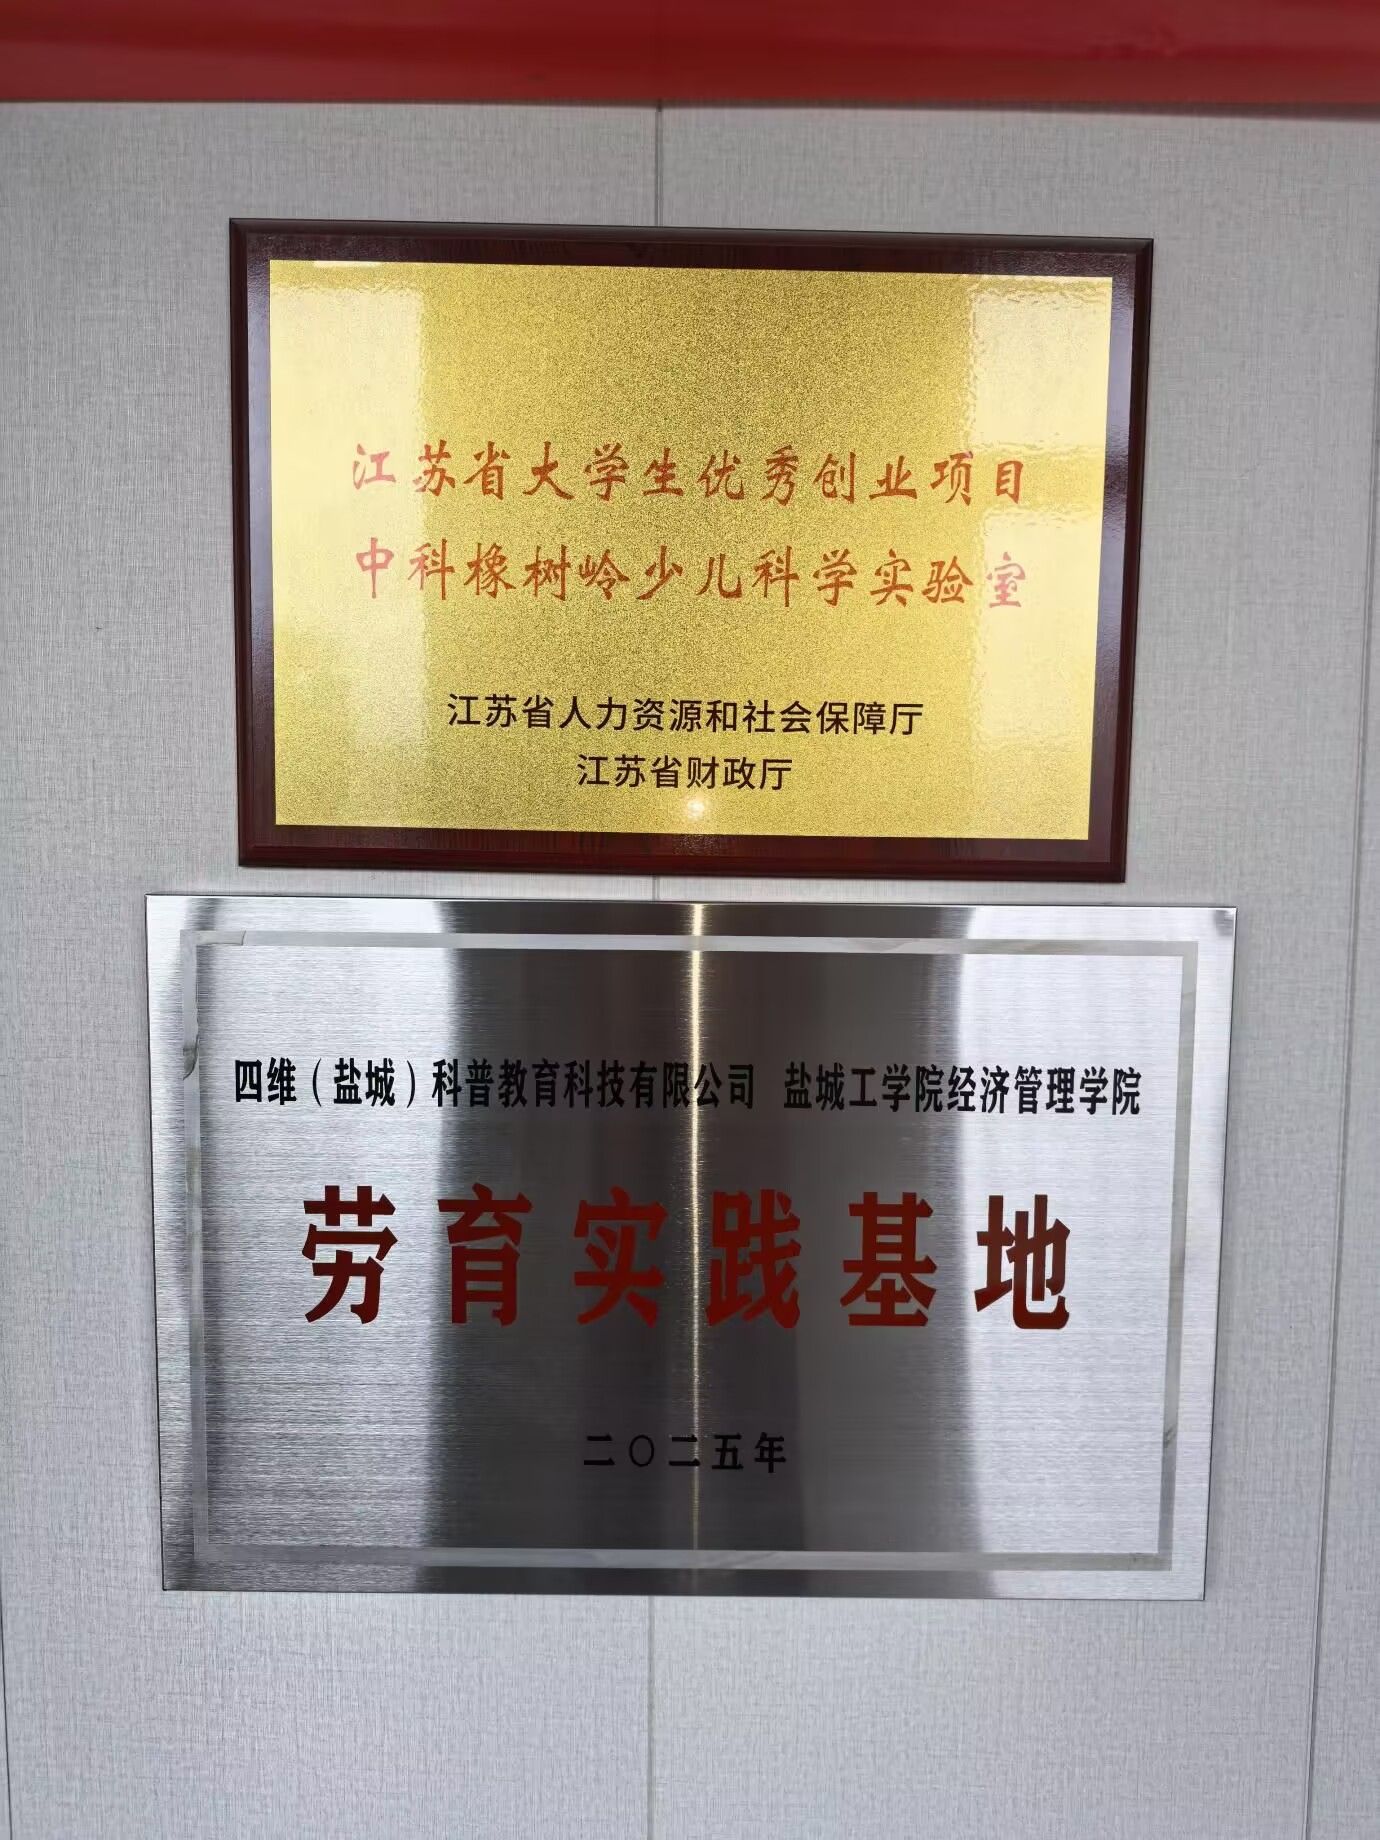 江苏省大学生优秀创业项目
中科橡树岭少儿科学实验室
江苏省人力资源和社会保障厅
江苏省财政厅
四维（盐城）科普教育科技有限公司 盐城工学院经济管理学院
劳育实践基地
二〇二五年